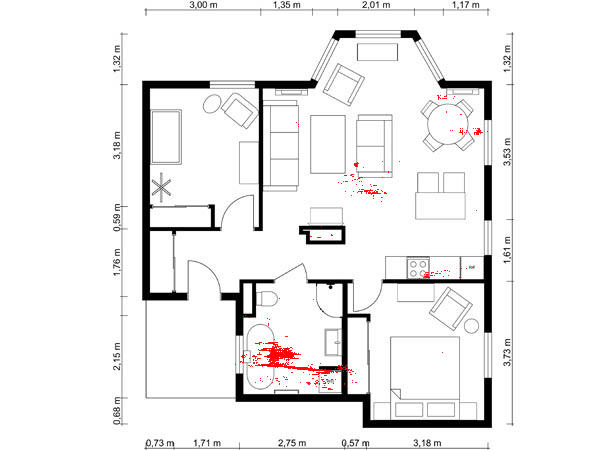 3,00 m
1,35 m
2,01 m
1,17 m
1,32 m
1,32 m
3,18 m
3,53 m
0,59 m
1,76 m
1,61 m
2,15 m
3,73 m
0,68 m
0,73 m
1,71 m
2,75 m
0,57 m
3,18 m